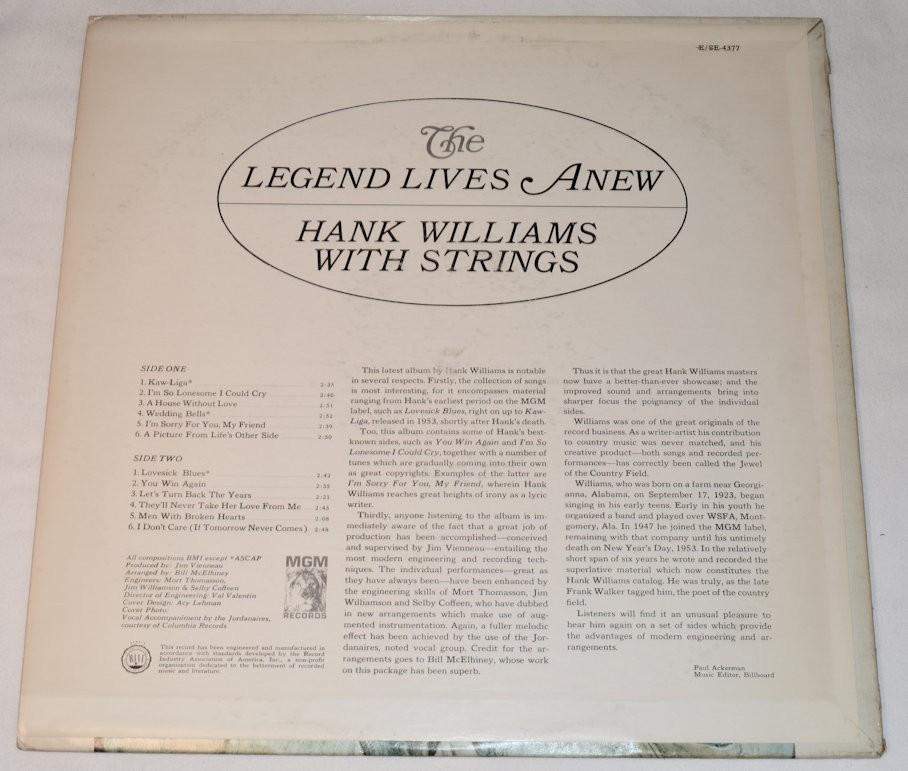 E/SE-4377
The
LEGEND LIVES ANEW
HANK WILLIAMS
WITH STRINGS
SIDE ONE
1. Kaw-Liga* 2:35
2. I'm So Lonesome I Could Cry 2:46
3. A House Without Love 2:51
4. Wedding Bells* 2:52
5. I'm Sorry For You, My Friend 2:39
6. A Picture From Life's Other Side 2:50
SIDE TWO
1. Lovesick Blues* 2:42
2. You Win Again 2:35
3. Let's Turn Back The Years 2:21
4. They'll Never Take Her Love From Me 2:45
5. Men With Broken Hearts 2:08
6. I Don't Care (If Tomorrow Never Comes) 2:48
All compositions BMI except *ASCAP
Produced by: Jim Vienneau
Arranged by: Bill McElhiney
Engineers: Mort Thomasson,
Jim Williamson & Selby Coffeen
Director of Engineering: Val Valentin
Cover Design: Acy Lehman
Cover Photo:
Vocal Accompaniment by the Jordanaires,
courtesy of Columbia Records
MGM
RECORDS
This record has been engineered and manufactured in
accordance with standards developed by the Record
Industry Association of America, Inc., a non-profit
organization dedicated to the betterment of recorded
music and literature.
This latest album by Hank Williams is notable
in several respects. Firstly, the collection of songs
is most interesting, for it encompasses material
ranging from Hank's earliest period on the MGM
label, such as Lovesick Blues, right on up to Kaw-
Liga, released in 1953, shortly after Hank's death.
Too, this album contains some of Hank's best-
known sides, such as You Win Again and I'm So
Lonesome I Could Cry, together with a number of
tunes which are gradually coming into their own
as great copyrights. Examples of the latter are
I'm Sorry For You, My Friend, wherein Hank
Williams reaches great heights of irony as a lyric
writer.
Thirdly, anyone listening to the album is im-
mediately aware of the fact that a great job of
production has been accomplished—conceived
and supervised by Jim Vienneau—entailing the
most modern engineering and recording tech-
niques. The individual performances—great as
they have always been—have been enhanced by
the engineering skills of Mort Thomasson, Jim
Williamson and Selby Coffeen, who have dubbed
in new arrangements which make use of aug-
mented instrumentation. Again, a fuller melodic
effect has been achieved by the use of the Jor-
danaires, noted vocal group. Credit for the ar-
rangements goes to Bill McElhiney, whose work
on this package has been superb.
Thus it is that the great Hank Williams masters
now have a better-than-ever showcase; and the
improved sound and arrangements bring into
sharper focus the poignancy of the individual
sides.
Williams was one of the great originals of the
record business. As a writer-artist his contribution
to country music was never matched, and his
creative product—both songs and recorded per-
formances—has correctly been called the Jewel
of the Country Field.
Williams, who was born on a farm near Georgi-
anna, Alabama, on September 17, 1923, began
singing in his early teens. Early in his youth he
organized a band and played over WSFA, Mont-
gomery, Ala. In 1947 he joined the MGM label,
remaining with that company until his untimely
death on New Year's Day, 1953. In the relatively
short span of six years he wrote and recorded the
superlative material which now constitutes the
Hank Williams catalog. He was truly, as the late
Frank Walker tagged him, the poet of the country
field.
Listeners will find it an unusual pleasure to
hear him again on a set of sides which provide
the advantages of modern engineering and ar-
rangements.
Paul Ackerman
Music Editor, Billboard